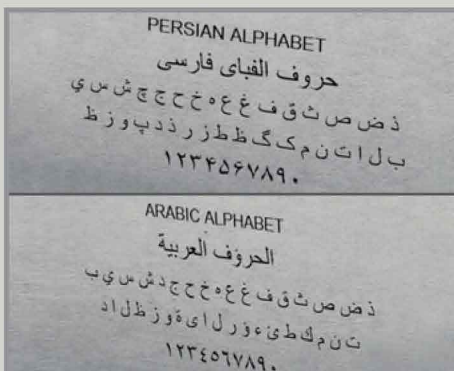 PERSIAN ALPHABET
حروف الفبای فارسی
ذ ض ص ث ق ف غ ع ه خ ح ج چ ش س ي
ب ل ا ت ن م ک گ ظ ط ز ر ذ د پ و ز ظ
۱۲۳۴۵۶۷۸۹۰
ARABIC ALPHABET
الحروف العربية
ذ ض ص ث ق ف غ ع ه خ ح ج د ش س ي ب
ت ن م ك ط ئ ء ؤ ر ل ا ى ة و ز ظ ل ا د
١٢٣٤٥٦٧٨٩٠